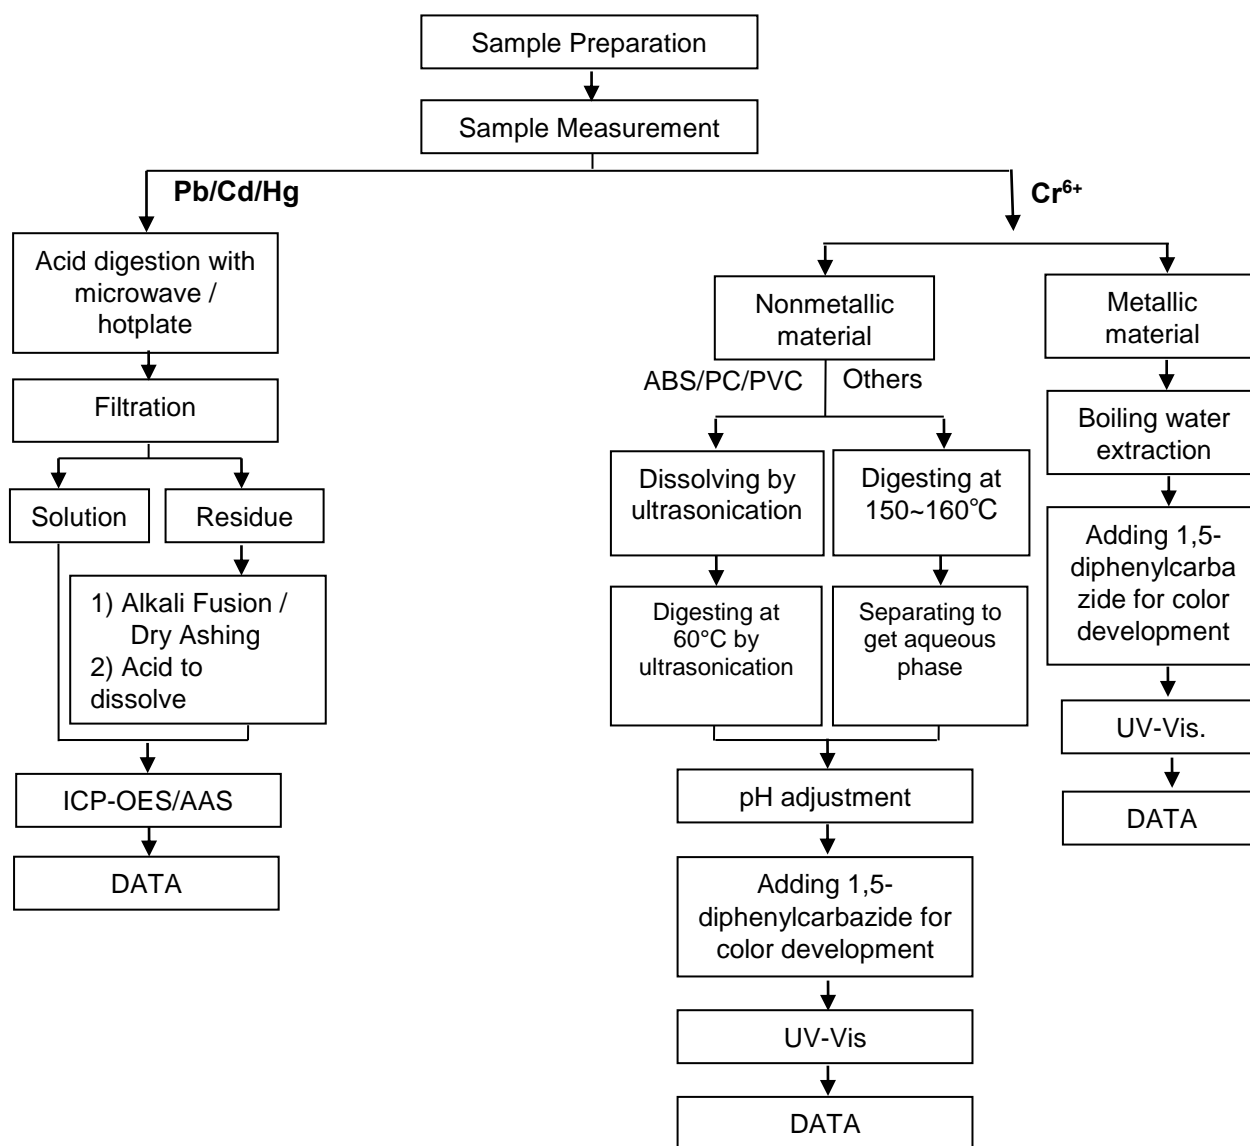 Sample Preparation
Sample Measurement
Pb/Cd/Hg
Cr⁶⁺
Acid digestion with
microwave /
hotplate
Filtration
Solution
Residue
1) Alkali Fusion /
Dry Ashing
2) Acid to
dissolve
ICP-OES/AAS
DATA
Nonmetallic
material
ABS/PC/PVC
Others
Dissolving by
ultrasonication
Digesting at
60°C by
ultrasonication
Digesting at
150~160℃
Separating to
get aqueous
phase
pH adjustment
Adding 1,5-
diphenylcarbazide for
color development
UV-Vis
DATA
Metallic
material
Boiling water
extraction
Adding 1,5-
diphenylcarba
zide for color
development
UV-Vis.
DATA